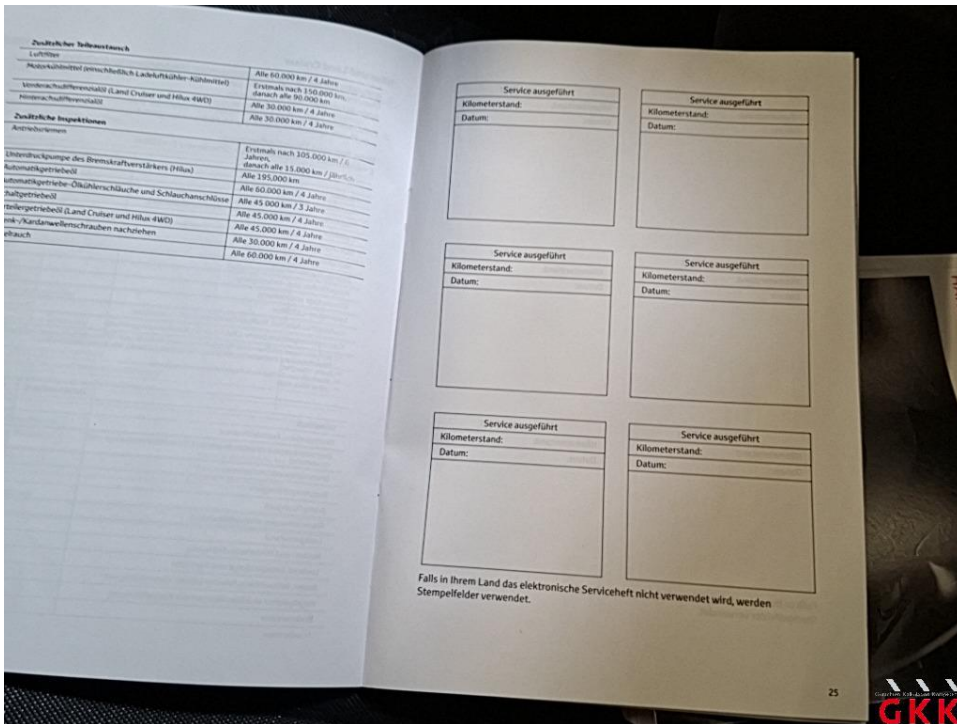 Zusätzlicher Teileaustausch
Luftfilter
Alle 60.000 km / 4 Jahre
Motorkühlmittel (einschließlich Ladeluftkühler-Kühlmittel)
Erstmals nach 150.000 km,
danach alle 90.000 km
Vorderachsdifferenzialöl (Land Cruiser und Hilux 4WD)
Alle 30.000 km / 4 Jahre
Hinterachsdifferenzialöl
Alle 30.000 km / 4 Jahre
Zusätzliche Inspektionen
Antriebsriemen
Erstmals nach 105.000 km / 6
Jahren,
danach alle 15.000 km / jährlich
Unterdruckpumpe des Bremskraftverstärkers (Hilux)
Alle 195.000 km
Automatikgetriebeöl
Alle 60.000 km / 4 Jahre
utomatikgetriebe-Ölkühlerschläuche und Schlauchanschlüsse
Alle 45 000 km / 3 Jahre
chaltgetriebeöl
Alle 45.000 km / 4 Jahre
rteilergetriebeöl (Land Cruiser und Hilux 4WD)
Alle 45.000 km / 4 Jahre
enk-/Kardanwellenschrauben nachziehen
Alle 30.000 km / 4 Jahre
elrauch
Alle 60.000 km / 4 Jahre
Service ausgeführt
Kilometerstand:
Datum:
Service ausgeführt
Kilometerstand:
Datum:
Service ausgeführt
Kilometerstand:
Datum:
Service ausgeführt
Kilometerstand:
Datum:
Service ausgeführt
Kilometerstand:
Datum:
Service ausgeführt
Kilometerstand:
Datum:
Falls in Ihrem Land das elektronische Serviceheft nicht verwendet wird, werden
Stempelfelder verwendet.
25
GKK